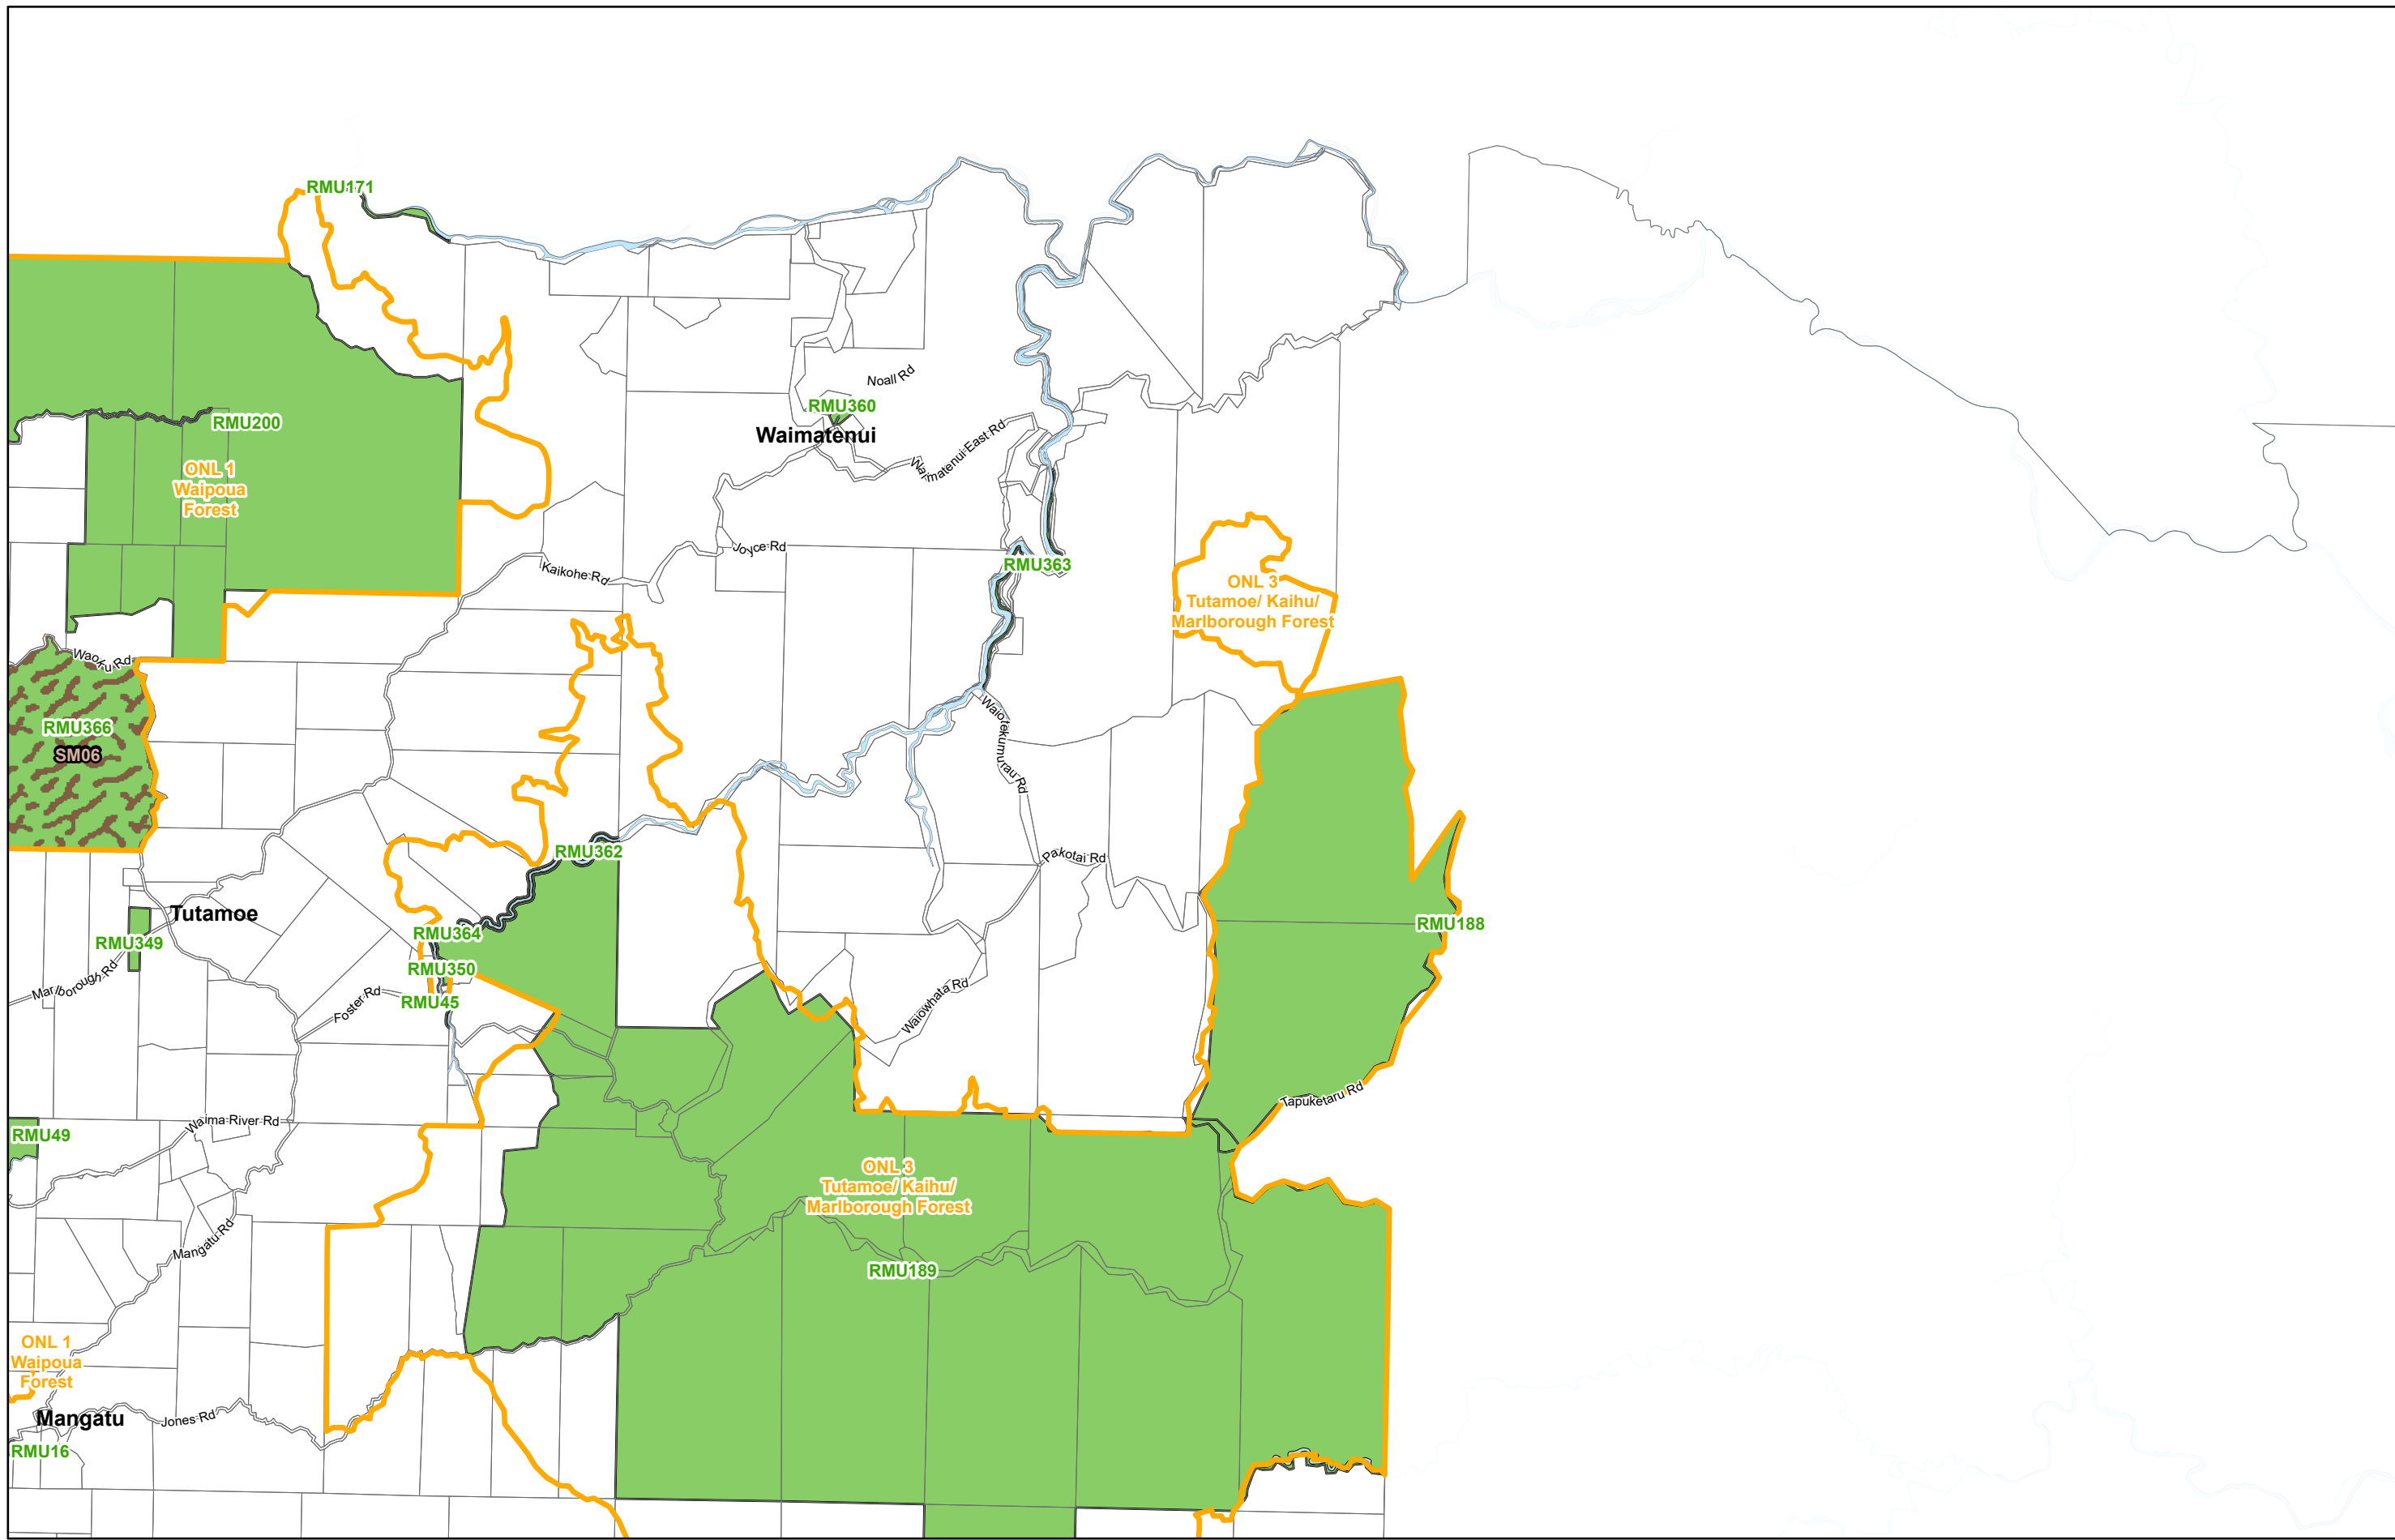 RMU171
Noall Rd
RMU360
RMU200
Waimatenui
Waimatenui East Rd
ONL 1
Waipoua
Forest
Joyce Rd
RMU363
Kaikohe Rd
ONL 3
Tutamoe/ Kaihu/
Marlborough Forest
Waoku Rd
RMU366
SM06
Waiotekumurau Rd
RMU362
Pakotai Rd
Tutamoe
RMU188
RMU364
RMU349
RMU350
Marlborough Rd
Foster Rd
RMU45
Waiowhata Rd
Tapuketaru Rd
Waima River Rd
RMU49
ONL 3
Tutamoe/ Kaihu/
Marlborough Forest
Mangatu Rd
RMU189
ONL 1
Waipoua
Forest
Mangatu
Jones Rd
RMU16